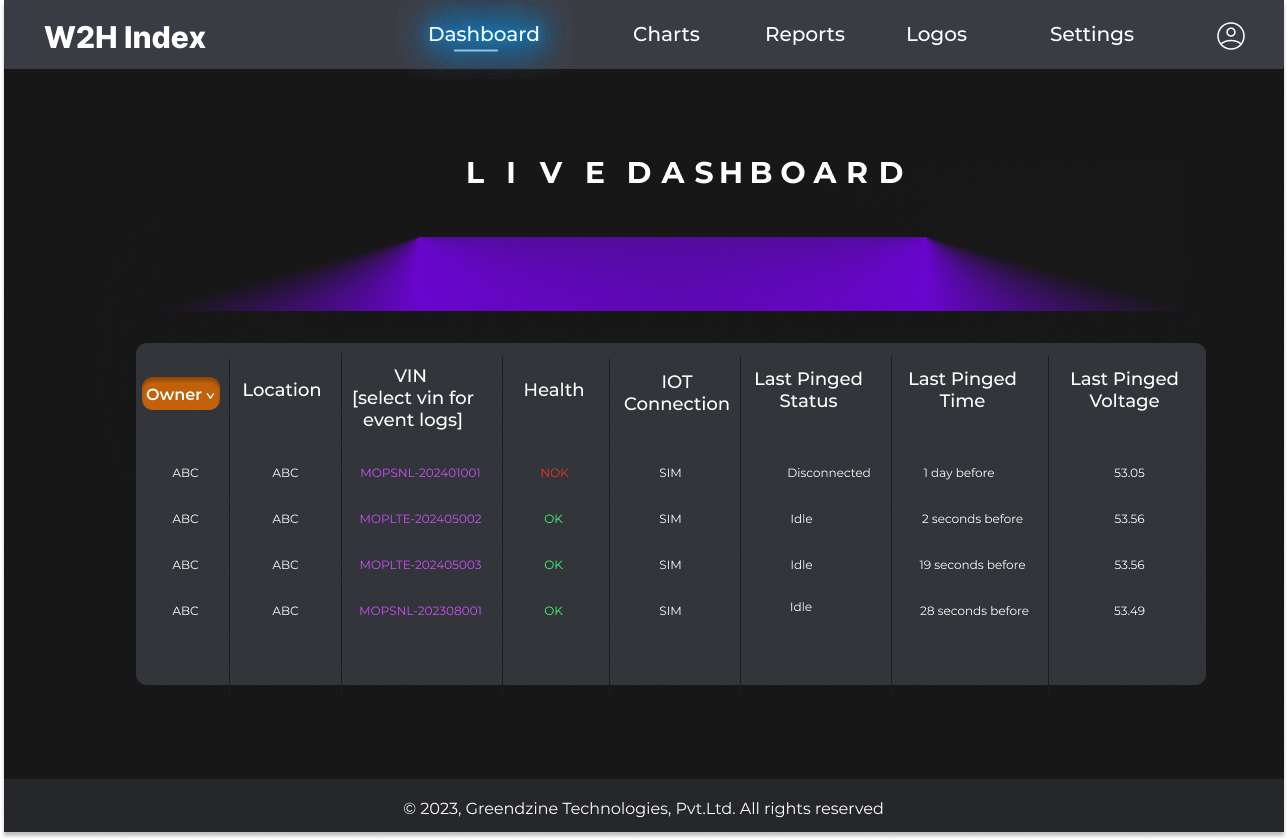 W2H Index Dashboard Charts Reports Logos Settings
L I V E DASHBOARD
Owner Location VIN [select vin for event logs] Health IOT Connection Last Pinged Status Last Pinged Time Last Pinged Voltage
ABC ABC MOPSNL-202401001 NOK SIM Disconnected 1 day before 53.05
ABC ABC MOPLTE-202405002 OK SIM Idle 2 seconds before 53.56
ABC ABC MOPLTE-202405003 OK SIM Idle 19 seconds before 53.56
ABC ABC MOPSNL-202308001 OK SIM Idle 28 seconds before 53.49
© 2023, Greendzine Technologies, Pvt.Ltd. All rights reserved